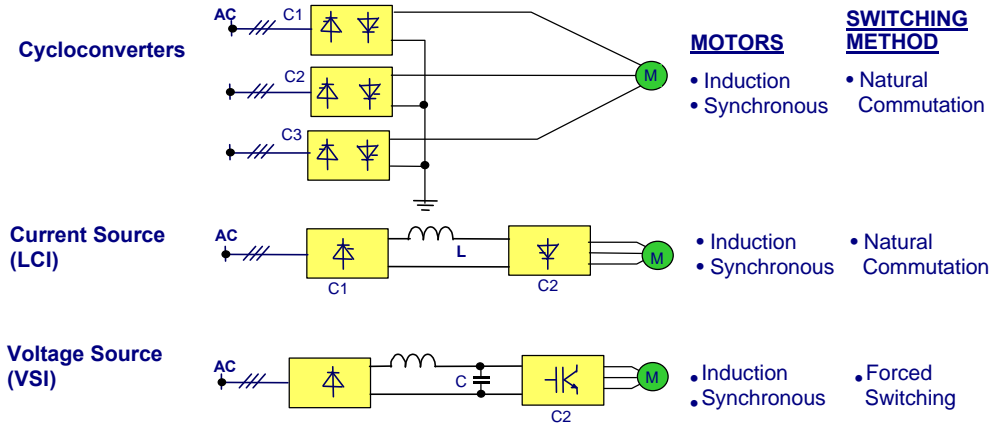 AC
C1
Cycloconverters
C2
C3
M
MOTORS
• Induction
• Synchronous
SWITCHING
METHOD
• Natural
Commutation
Current Source
(LCI)
AC
C1
L
C2
M
• Induction
• Synchronous
• Natural
Commutation
Voltage Source
(VSI)
AC
C
C2
M
• Induction
• Synchronous
• Forced
Switching